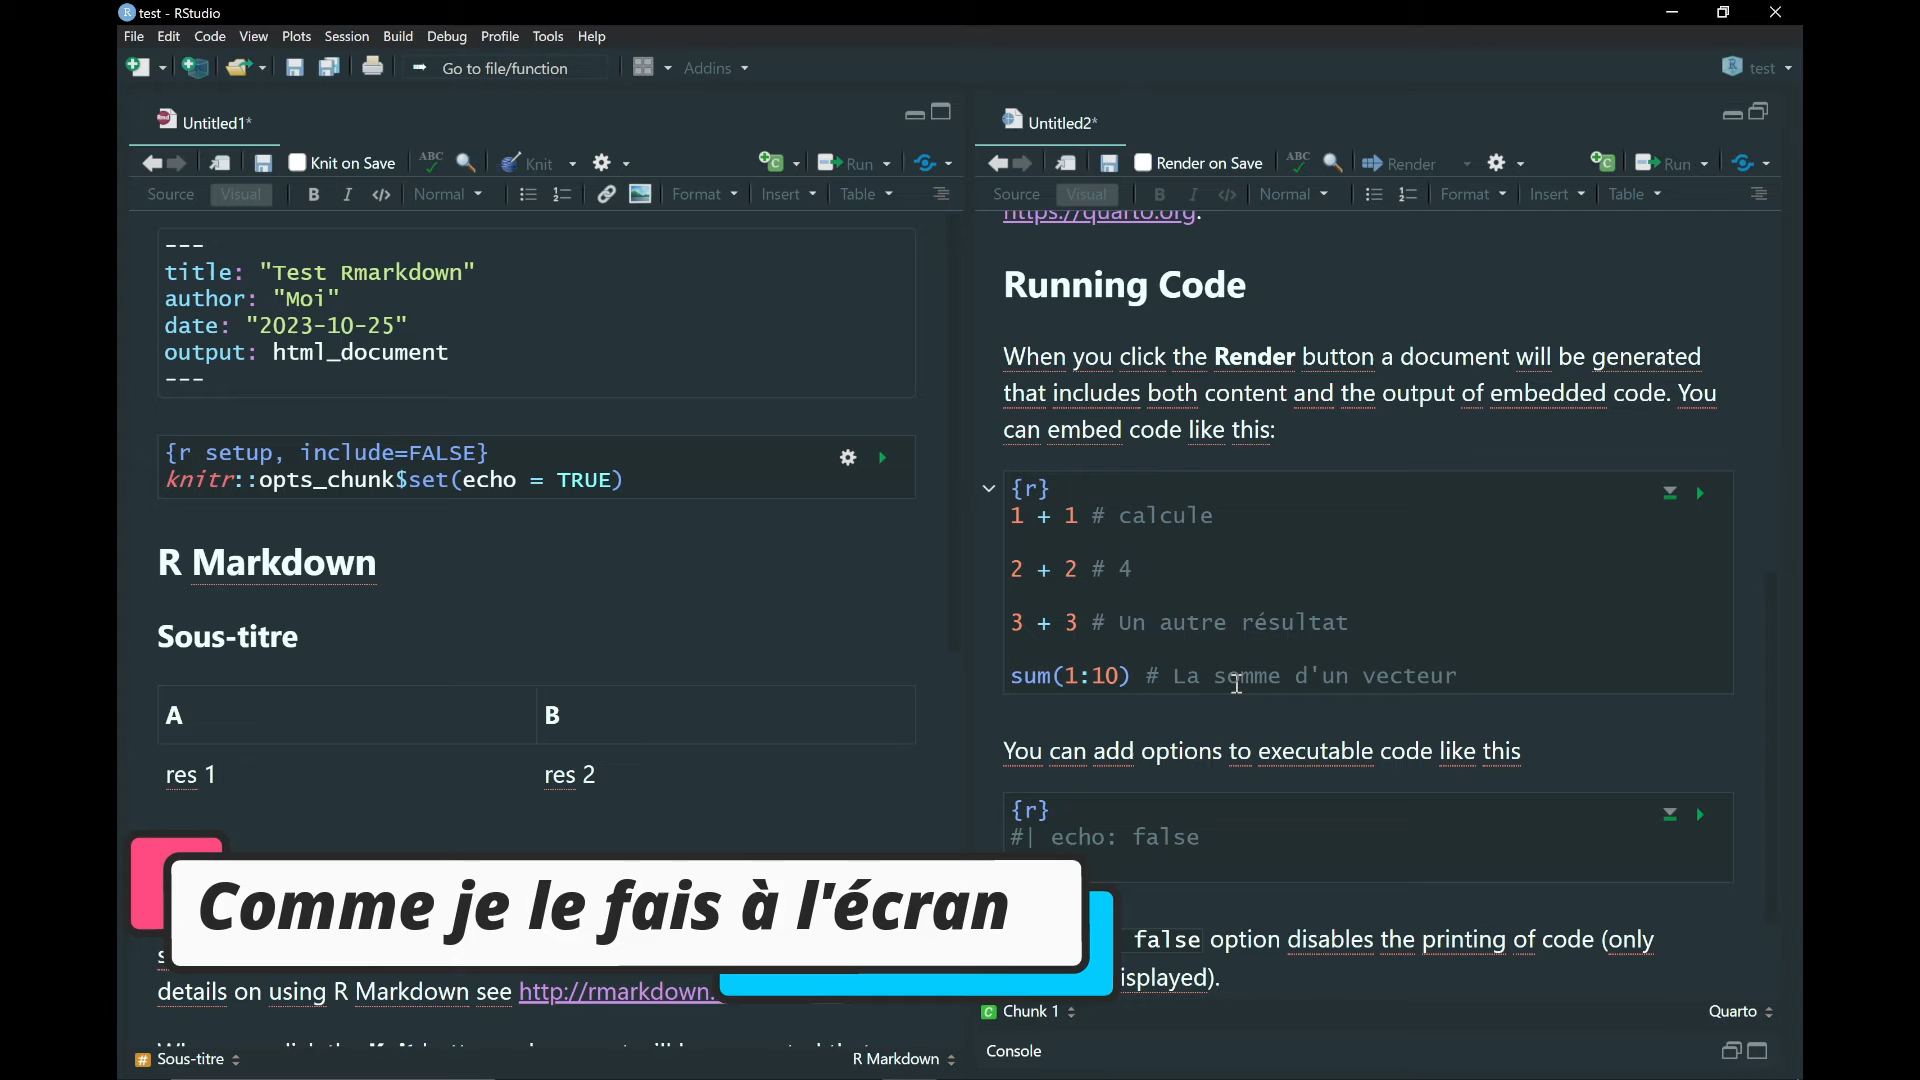 test - RStudio
File Edit Code View Plots Session Build Debug Profile Tools Help
Go to file/function Addins test
Untitled1*
Knit on Save ABC Knit Run
Source Visual B I </> Normal Format Insert Table
---
title: "Test Rmarkdown"
author: "Moi"
date: "2023-10-25"
output: html_document
---
{r setup, include=FALSE}
knitr::opts_chunk$set(echo = TRUE)
R Markdown
Sous-titre
A B
res 1 res 2
details on using R Markdown see http://rmarkdown.
Sous-titre R Markdown
Untitled2*
Render on Save ABC Render Run
Source Visual B I </> Normal Format Insert Table
https://quarto.org.
Running Code
When you click the Render button a document will be generated
that includes both content and the output of embedded code. You
can embed code like this:
{r}
1 + 1 # calcule
2 + 2 # 4
3 + 3 # Un autre résultat
sum(1:10) # La somme d'un vecteur
You can add options to executable code like this
{r}
#| echo: false
false option disables the printing of code (only
isplayed).
Chunk 1 Quarto
Console
Comme je le fais à l'écran